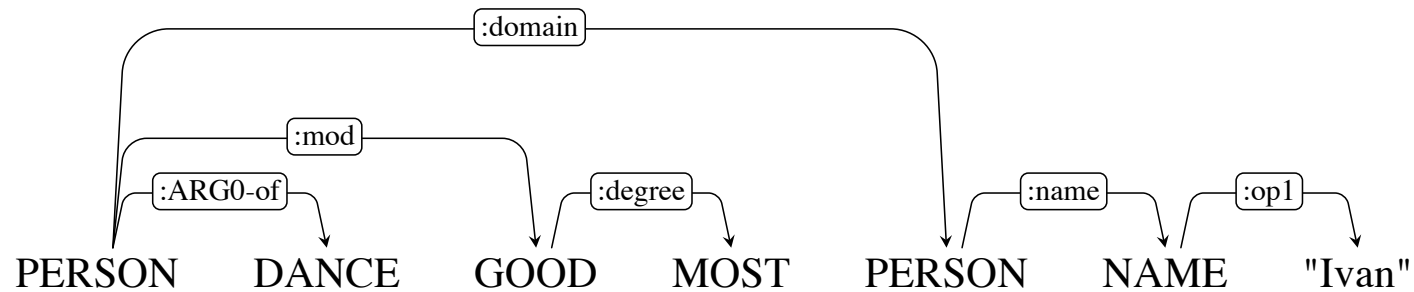 :domain
:mod
:ARG0-of :degree :name :op1
PERSON DANCE GOOD MOST PERSON NAME "Ivan"